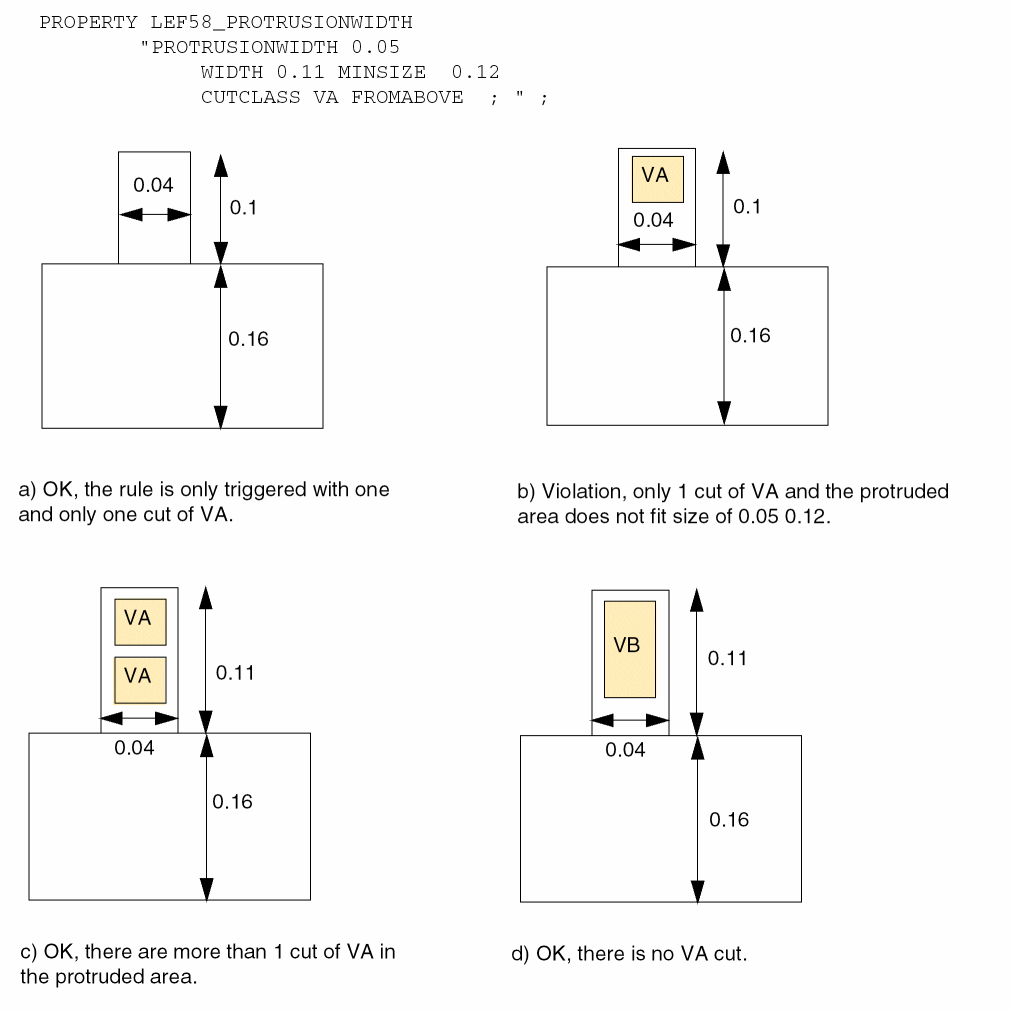 PROPERTY LEF58_PROTRUSIONWIDTH
"PROTRUSIONWIDTH 0.05
WIDTH 0.11 MINSIZE 0.12
CUTCLASS VA FROMABOVE ; " ;
0.04
0.1
0.16
a) OK, the rule is only triggered with one
and only one cut of VA.
VA
0.04
0.1
0.16
b) Violation, only 1 cut of VA and the protruded
area does not fit size of 0.05 0.12.
VA
VA
0.11
0.04
0.16
c) OK, there are more than 1 cut of VA in
the protruded area.
VB
0.11
0.04
0.16
d) OK, there is no VA cut.